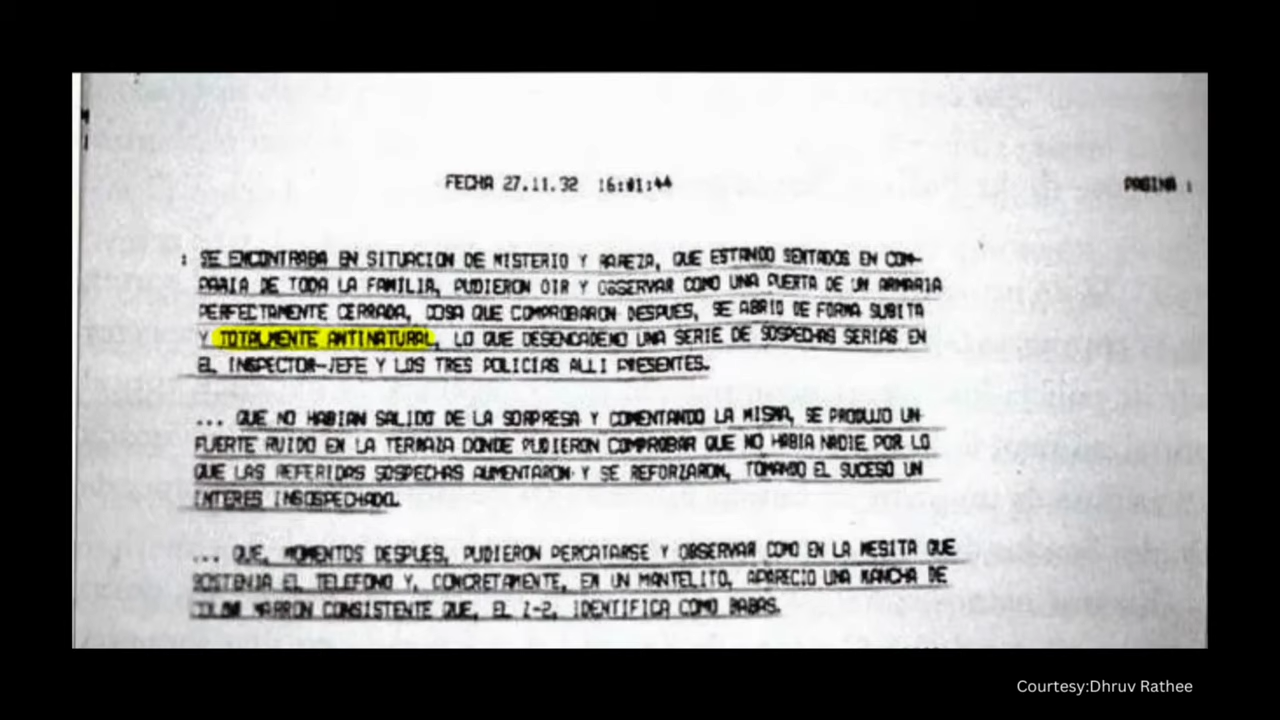 FECHA 27.11.32 16:01:44
PAGINA :
: SE ENCONTRABA EN SITUACION DE MISTERIO Y RAREZA, QUE ESTANDO SENTADOS EN COM-
PAÑIA DE TODA LA FAMILIA, PUDIERON OIR Y OBSERVAR COMO UNA PUERTA DE UN ARMARIA
PERFECTAMENTE CERRADA, COSA QUE COMPROBARON DESPUES, SE ABRIO DE FORMA SUBITA
Y TOTALMENTE ANTINATURAL, LO QUE DESENCADENO UNA SERIE DE SOSPECHAS SERIAS EN
EL INSPECTOR-JEFE Y LOS TRES POLICIAS ALLI PRESENTES.
... QUE NO HABIAN SALIDO DE LA SORPRESA Y COMENTANDO LA MISMA, SE PRODUJO UN
FUERTE RUIDO EN LA TERRAZA DONDE PUDIERON COMPROBAR QUE NO HABIA NADIE POR LO
QUE LAS REFERIDAS SOSPECHAS AUMENTARON Y SE REFORZARON, TOMANDO EL SUCESO UN
INTERES INSOSPECHADO.
... QUE, MOMENTOS DESPUES, PUDIERON PERCATARSE Y OBSERVAR COMO EN LA MESITA QUE
SOSTENIA EL TELEFONO Y, CONCRETAMENTE, EN UN MANTELITO, APARECIO UNA MANCHA DE
COLOR MARRON CONSISTENTE QUE, EL Z-2, IDENTIFICA COMO BABAS.
Courtesy:Dhruv Rathee